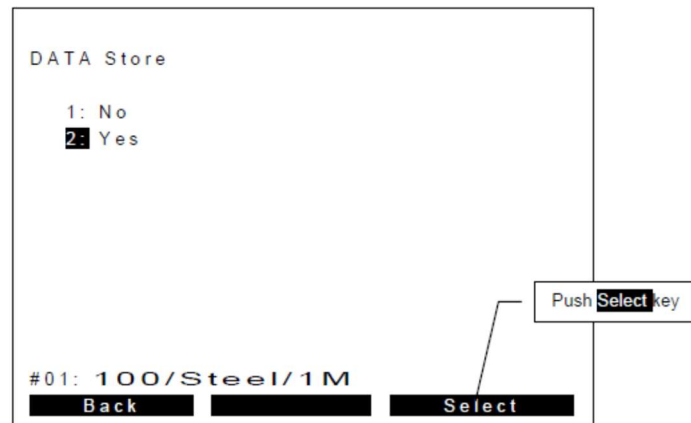 DATA Store
1: No
2: Yes
Push Select key
#01: 100/Steel/1M
Back Select